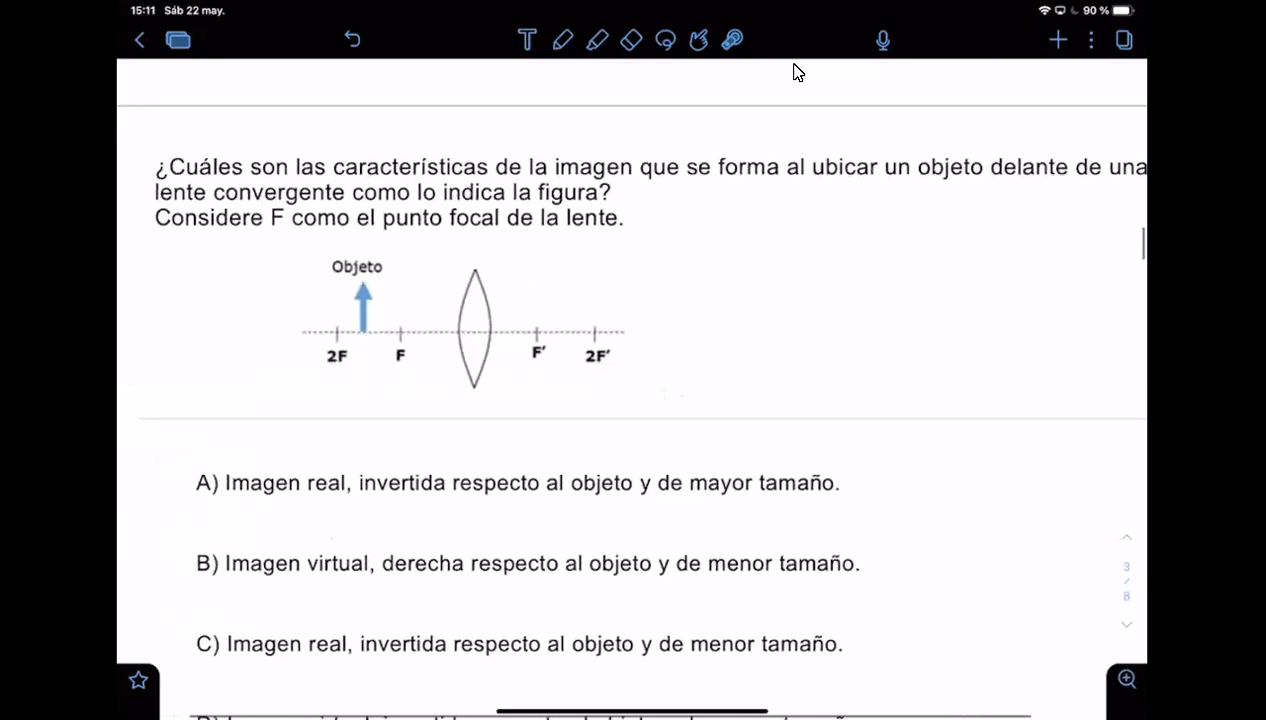 15:11 Sáb 22 may.
90 %
¿Cuáles son las características de la imagen que se forma al ubicar un objeto delante de una
lente convergente como lo indica la figura?
Considere F como el punto focal de la lente.
Objeto
2F F F′ 2F′
A) Imagen real, invertida respecto al objeto y de mayor tamaño.
B) Imagen virtual, derecha respecto al objeto y de menor tamaño.
3
/
8
C) Imagen real, invertida respecto al objeto y de menor tamaño.